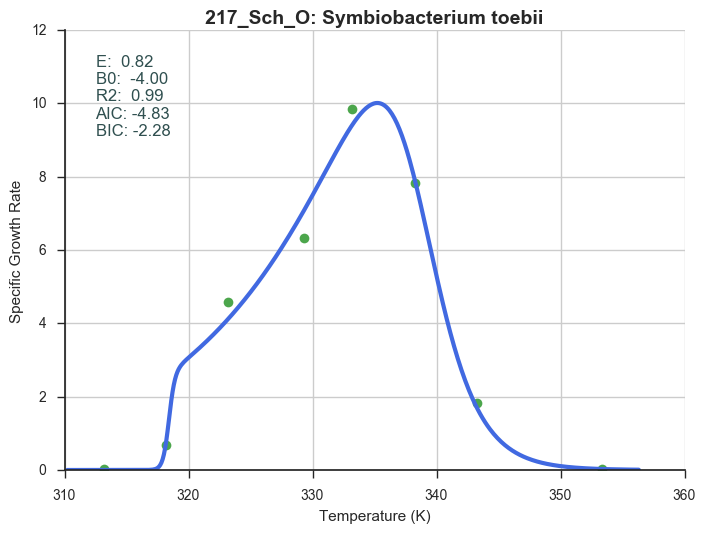 217_Sch_O: Symbiobacterium toebii
12
10
8
6
4
2
0
E: 0.82
B0: -4.00
R2: 0.99
AIC: -4.83
BIC: -2.28
Specific Growth Rate
310
320
330
340
350
360
Temperature (K)